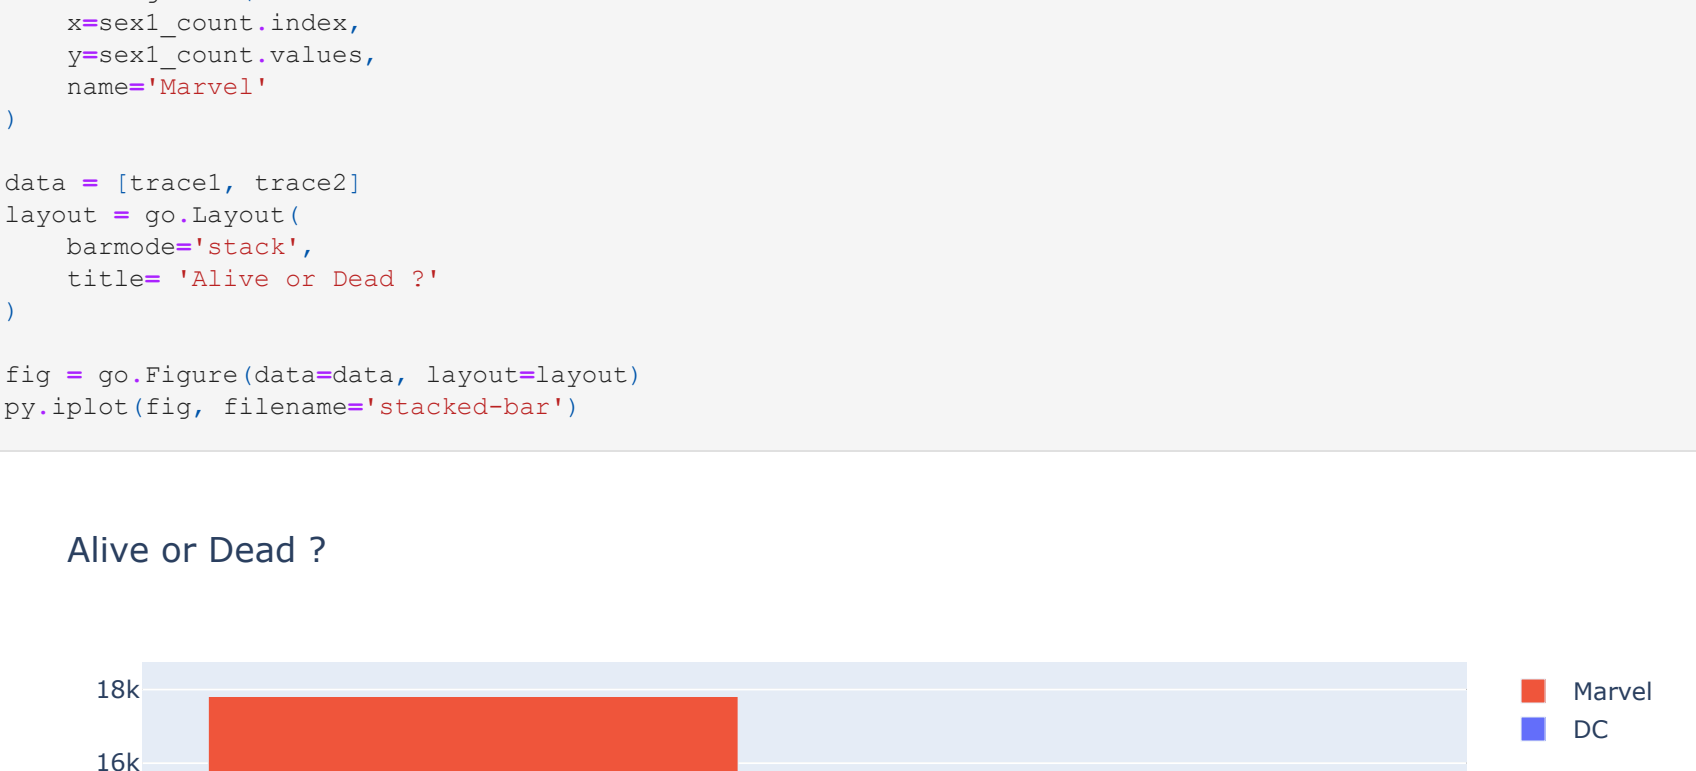 x=sex1_count.index,
    y=sex1_count.values,
    name='Marvel'
)
data = [trace1, trace2]
layout = go.Layout(
    barmode='stack',
    title= 'Alive or Dead ?'
)
fig = go.Figure(data=data, layout=layout)
py.iplot(fig, filename='stacked-bar')
Alive or Dead ?
18k
16k
Marvel
DC